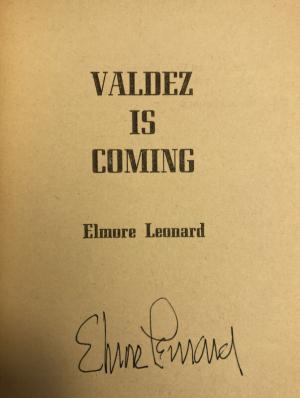 VALDEZ
IS
COMING
Elmore Leonard
Elmore Leonard